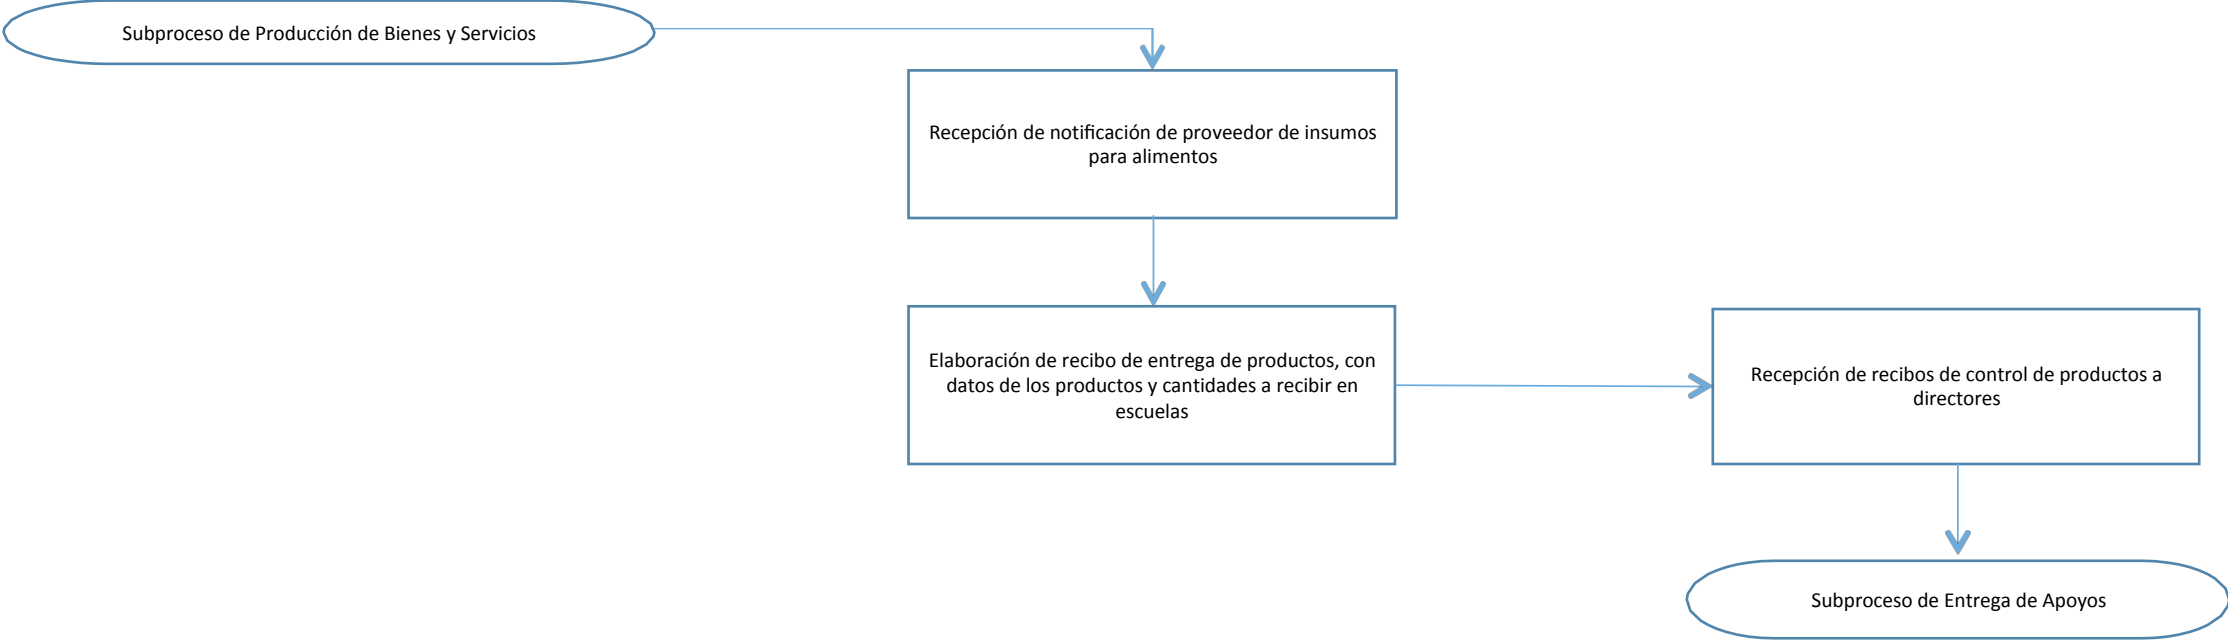 Subproceso de Producción de Bienes y Servicios
Recepción de notificación de proveedor de insumos
para alimentos
Elaboración de recibo de entrega de productos, con
datos de los productos y cantidades a recibir en
escuelas
Recepción de recibos de control de productos a
directores
Subproceso de Entrega de Apoyos